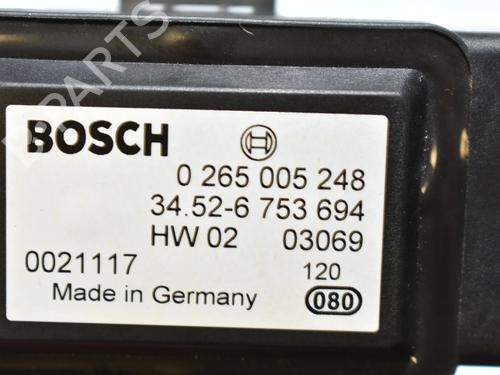 BOSCH
0 265 005 248
34.52-6 753 694
HW 02 03069
0021117 120
Made in Germany 080